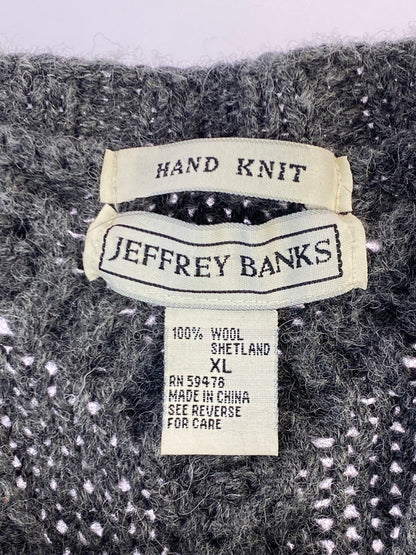 HAND KNIT
JEFFREY BANKS
100% WOOL
SHETLAND
XL
RN 59478
MADE IN CHINA
SEE REVERSE
FOR CARE